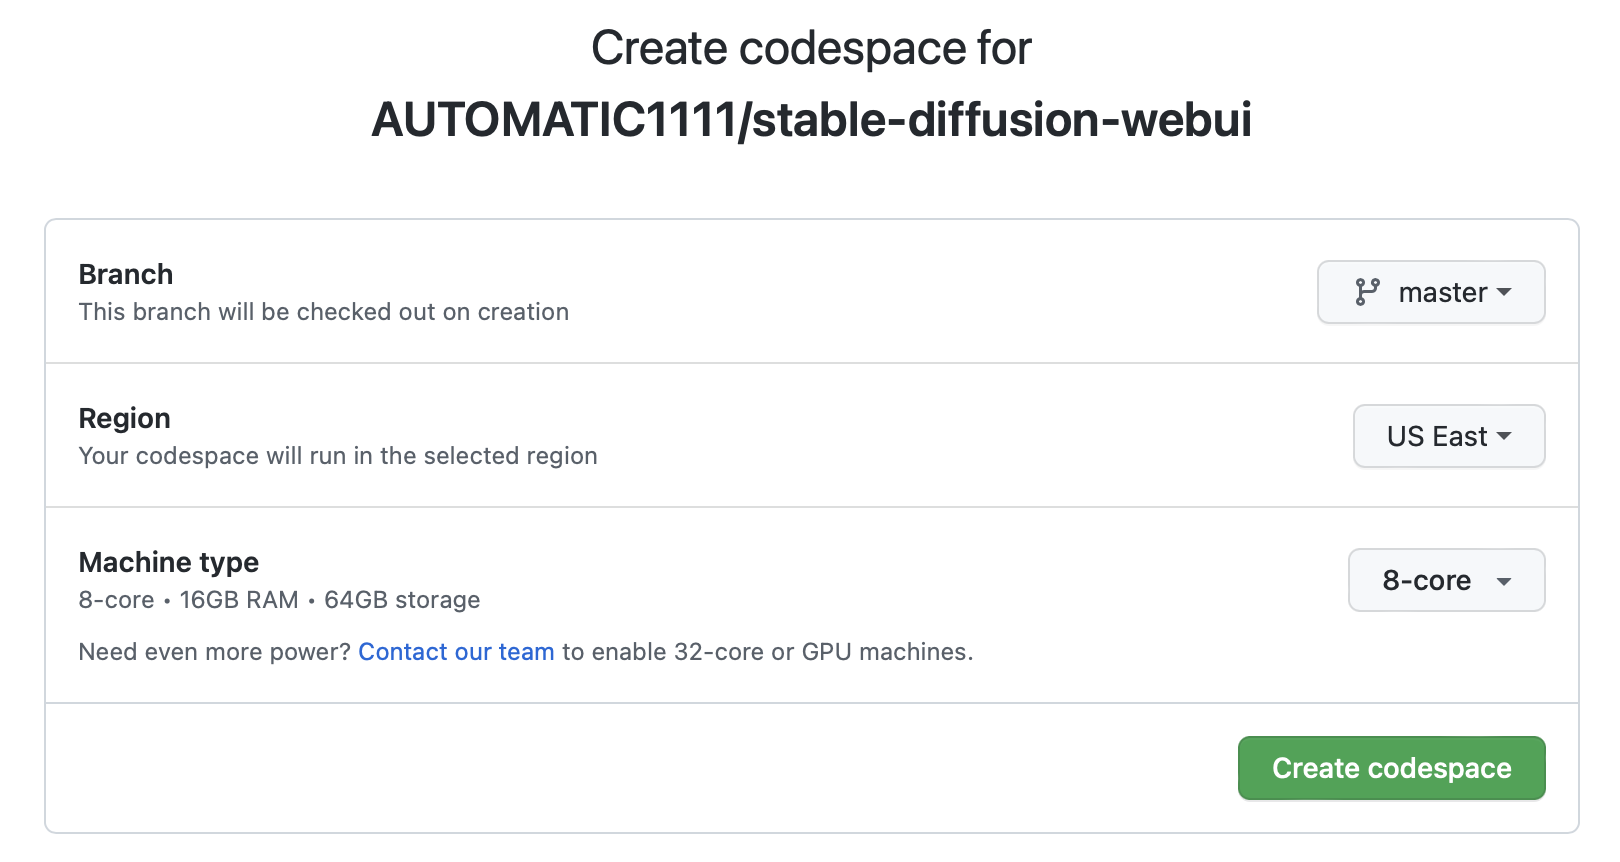 Create codespace for
AUTOMATIC1111/stable-diffusion-webui
Branch
This branch will be checked out on creation
master
Region
Your codespace will run in the selected region
US East
Machine type
8-core • 16GB RAM • 64GB storage
8-core
Need even more power? Contact our team to enable 32-core or GPU machines.
Create codespace